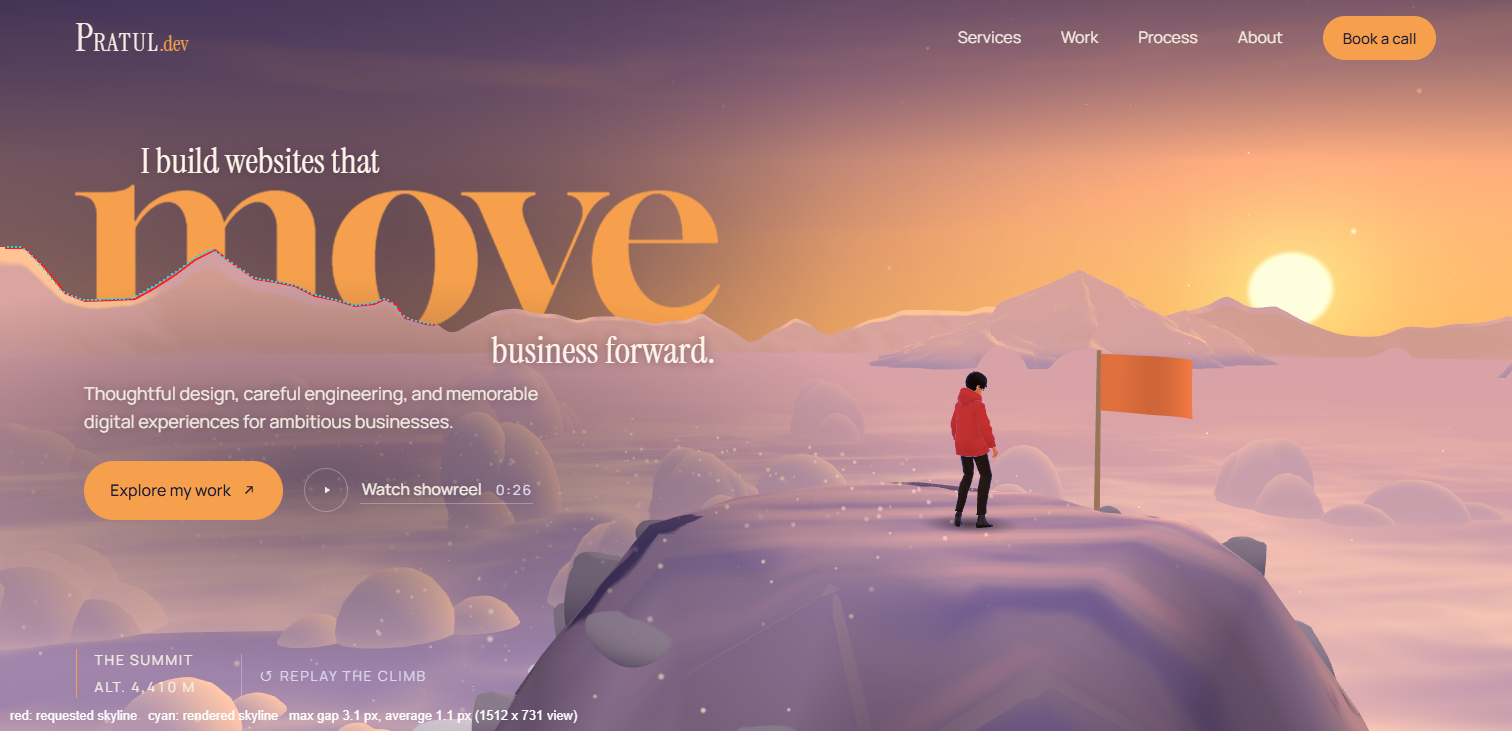 PRATUL.dev
Services
Work
Process
About
Book a call
I build websites that
move
business forward.
Thoughtful design, careful engineering, and memorable
digital experiences for ambitious businesses.
Explore my work ↗
Watch showreel 0:26
THE SUMMIT
ALT. 4,410 M
↺ REPLAY THE CLIMB
red: requested skyline cyan: rendered skyline max gap 3.1 px, average 1.1 px (1512 x 731 view)